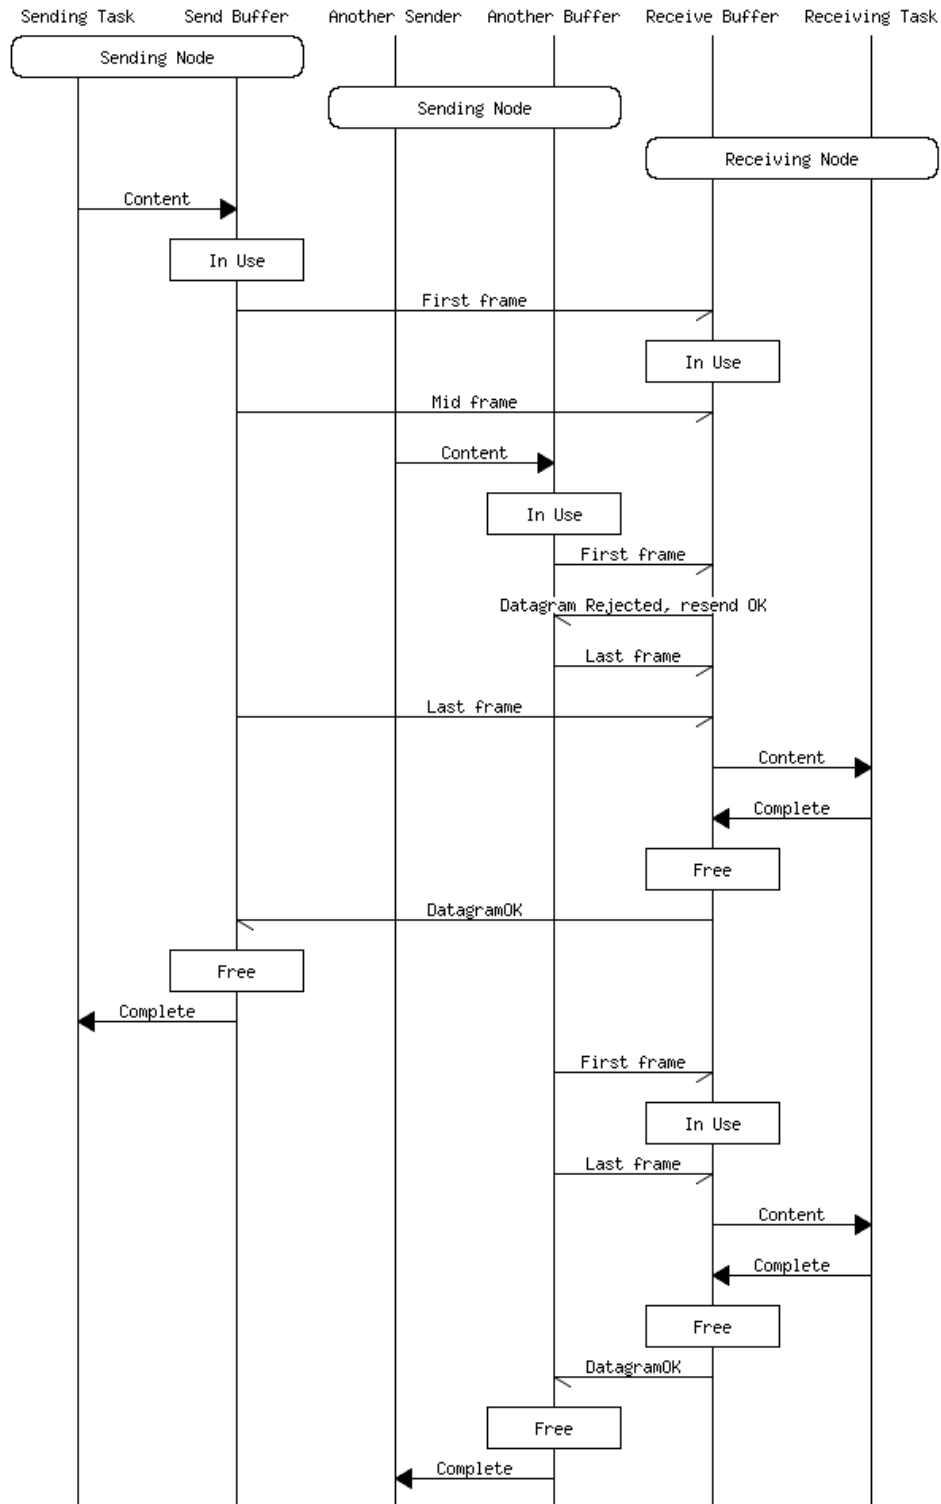 Sending Task Send Buffer Another Sender Another Buffer Receive Buffer Receiving Task
Sending Node
Sending Node
Receiving Node
Content
In Use
First frame
In Use
Mid frame
Content
In Use
First frame
Datagram Rejected, resend OK
Last frame
Last frame
Content
Complete
Free
DatagramOK
Free
Complete
First frame
In Use
Last frame
Content
Complete
Free
DatagramOK
Free
Complete